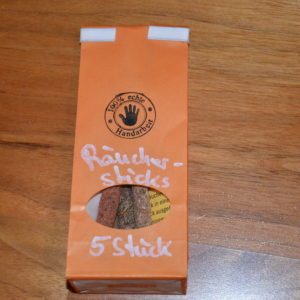 100% echte
Handarbeit
Räucher-
sticks
5 Stück